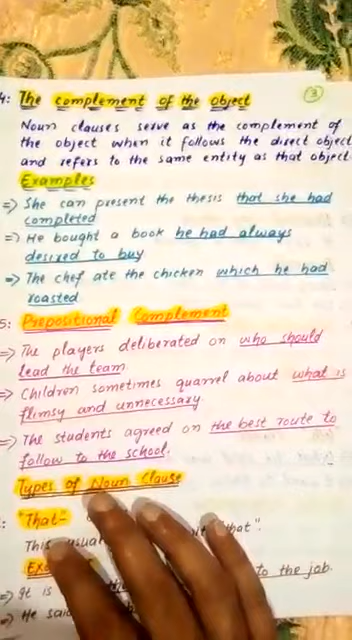 3
4: The complement of the object
Noun clauses serve as the complement of
the object when it follows the direct object
and refers to the same entity as that object
Examples
=> She can present the thesis that she had
completed
=> He bought a book he had always
desired to buy
=> The chef ate the chicken which he had
roasted
5: Prepositional Complement
=> The players deliberated on who should
lead the team.
=> Children sometimes quarrel about what is
flimsy and unnecessary.
=> The students agreed on the best route to
follow to the school.
Types of Noun Clause
: "That"-
This "that".
to the job.
=> It is
=> He said